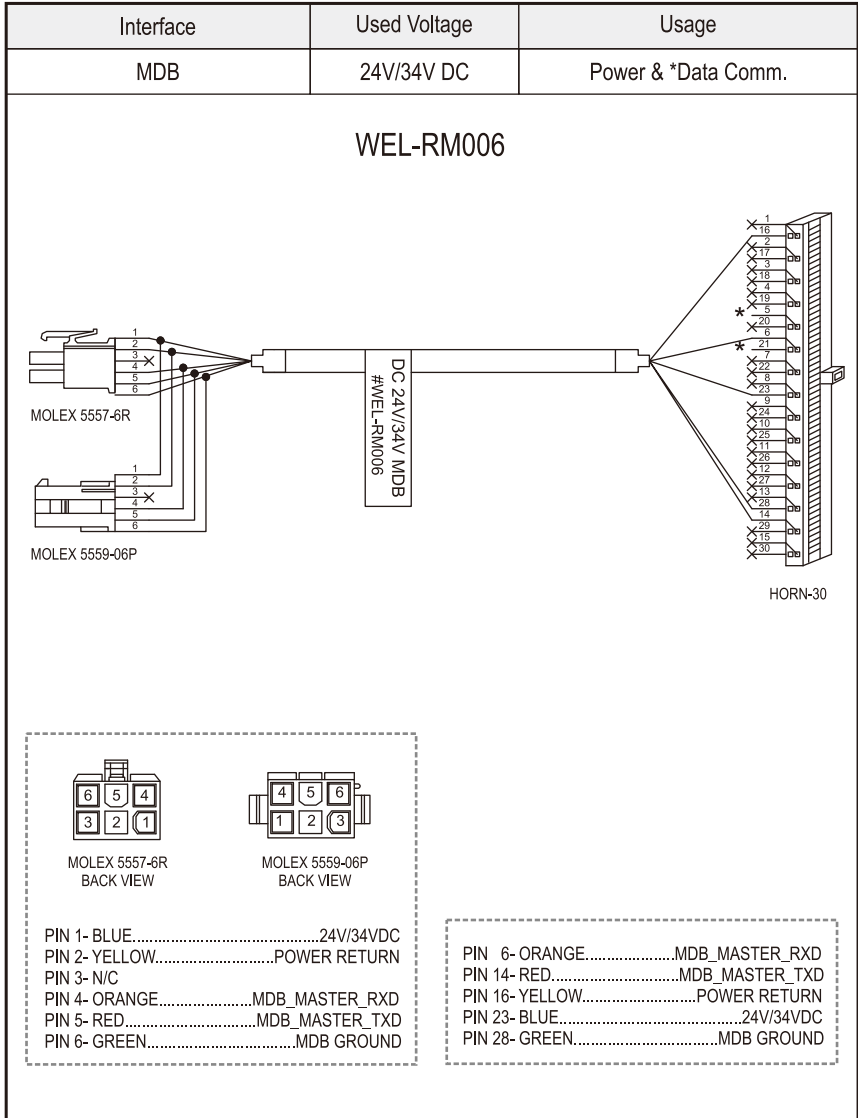 Interface Used Voltage Usage
MDB 24V/34V DC Power & *Data Comm.
WEL-RM006
1
2
3
4
5
6
MOLEX 5557-6R
1
2
3
4
5
6
MOLEX 5559-06P
DC 24V/34V MDB
#WEL-RM006
1
16
2
17
3
18
4
19
* 5
20
6
* 21
7
22
8
23
9
24
10
25
11
26
12
27
13
28
14
29
15
30
HORN-30
6 5 4
3 2 1
MOLEX 5557-6R
BACK VIEW
4 5 6
1 2 3
MOLEX 5559-06P
BACK VIEW
PIN 1- BLUE..............................24V/34VDC
PIN 2- YELLOW....................POWER RETURN
PIN 3- N/C
PIN 4- ORANGE...............MDB_MASTER_RXD
PIN 5- RED....................MDB_MASTER_TXD
PIN 6- GREEN........................MDB GROUND
PIN 6- ORANGE..............MDB_MASTER_RXD
PIN 14- RED....................MDB_MASTER_TXD
PIN 16- YELLOW..................POWER RETURN
PIN 23- BLUE..............................24V/34VDC
PIN 28- GREEN......................MDB GROUND